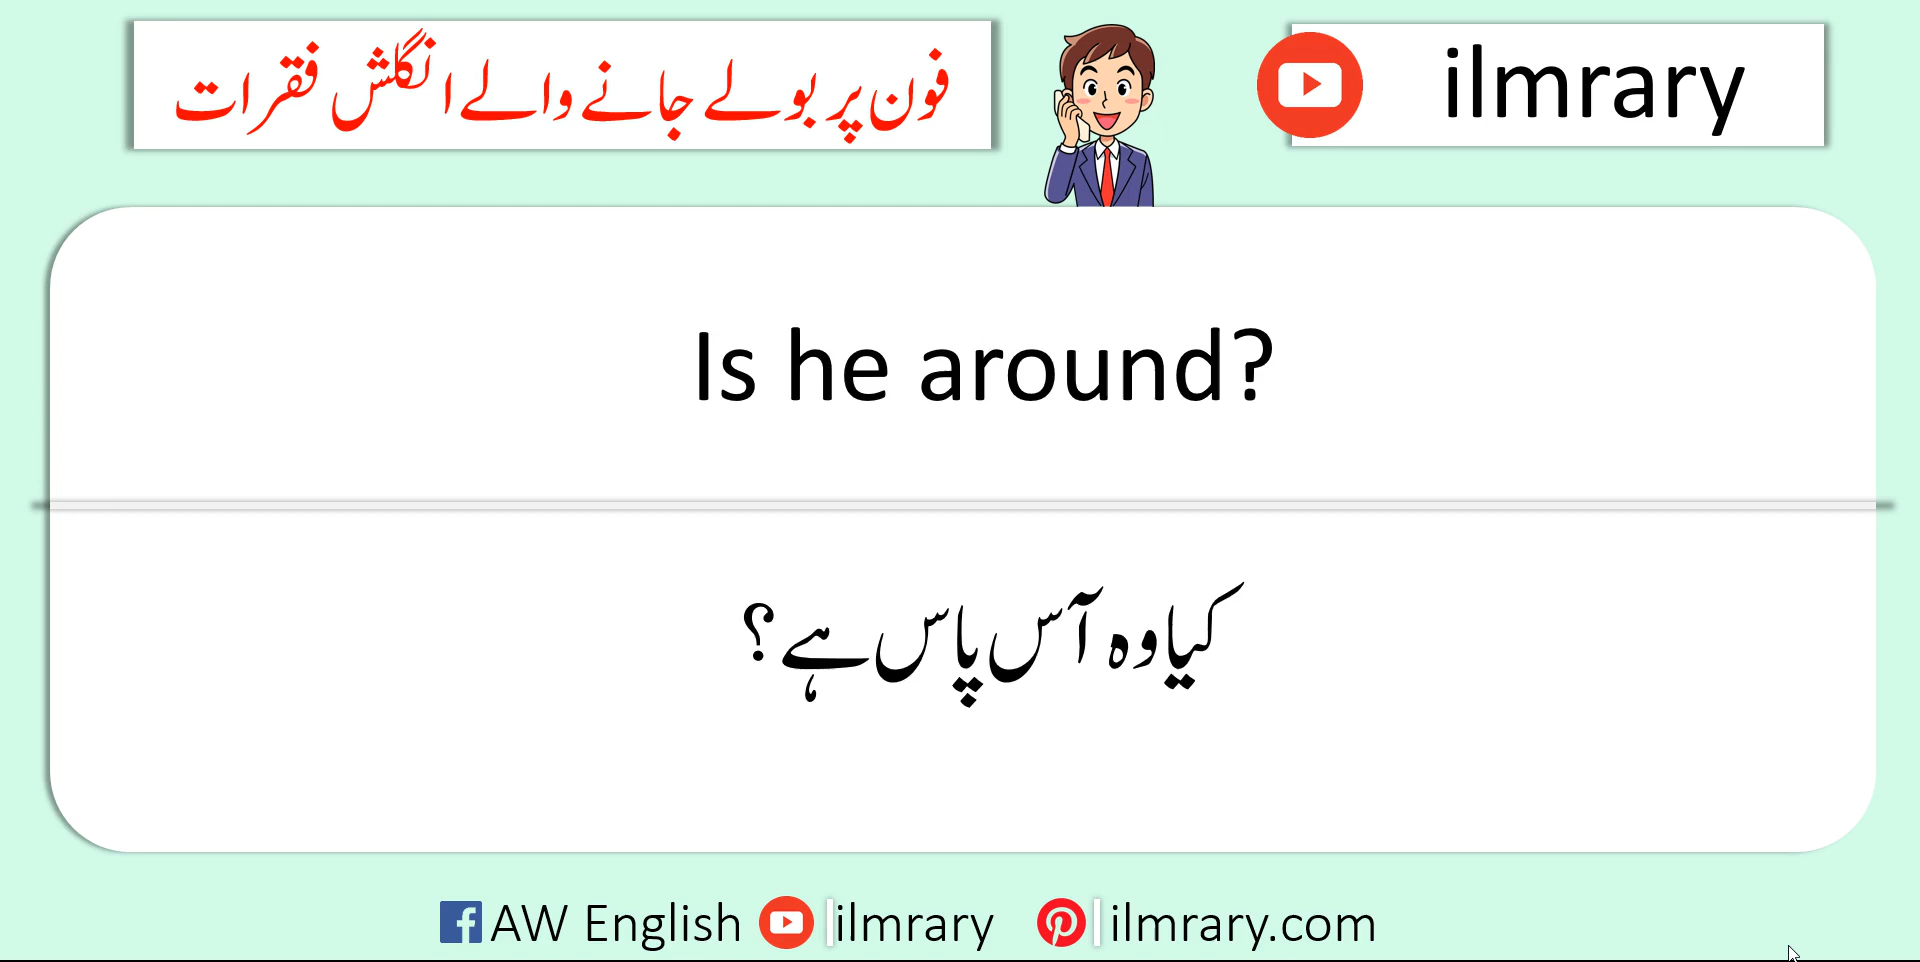 فون پر بولے جانے والے انگلش فقرات
ilmrary
Is he around?
کیا وہ آس پاس ہے؟
AW English ilmrary ilmrary.com